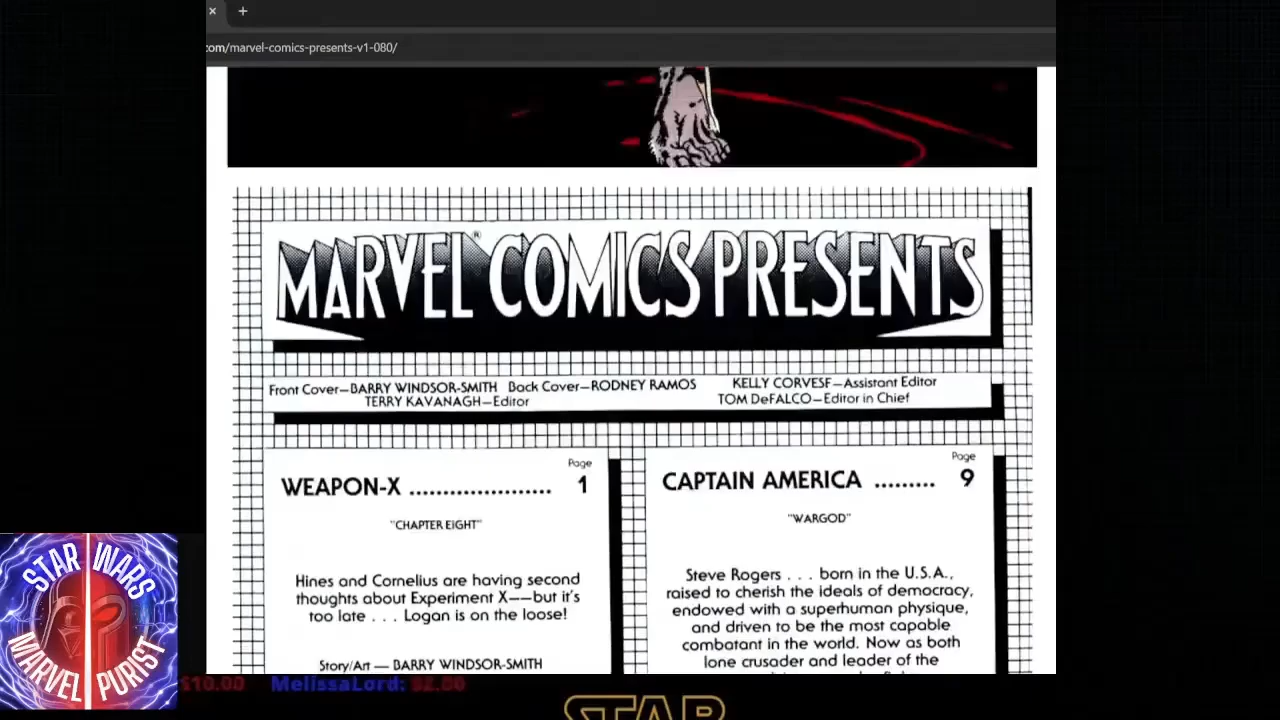 × +
com/marvel-comics-presents-v1-080/
MARVEL® COMICS PRESENTS
Front Cover—BARRY WINDSOR-SMITH Back Cover—RODNEY RAMOS KELLY CORVESE—Assistant Editor
TERRY KAVANAGH—Editor TOM DeFALCO—Editor in Chief
Page
WEAPON-X ..................... 1
"CHAPTER EIGHT"
Hines and Cornelius are having second
thoughts about Experiment X——but it's
too late . . . Logan is on the loose!
Story/Art — BARRY WINDSOR-SMITH
Page
CAPTAIN AMERICA ......... 9
"WARGOD"
Steve Rogers . . . born in the U.S.A.,
raised to cherish the ideals of democracy,
endowed with a superhuman physique,
and driven to be the most capable
combatant in the world. Now as both
lone crusader and leader of the
STAR WARS
MARVEL PURIST
$10.00 MelissaLord: $2.00
STAR